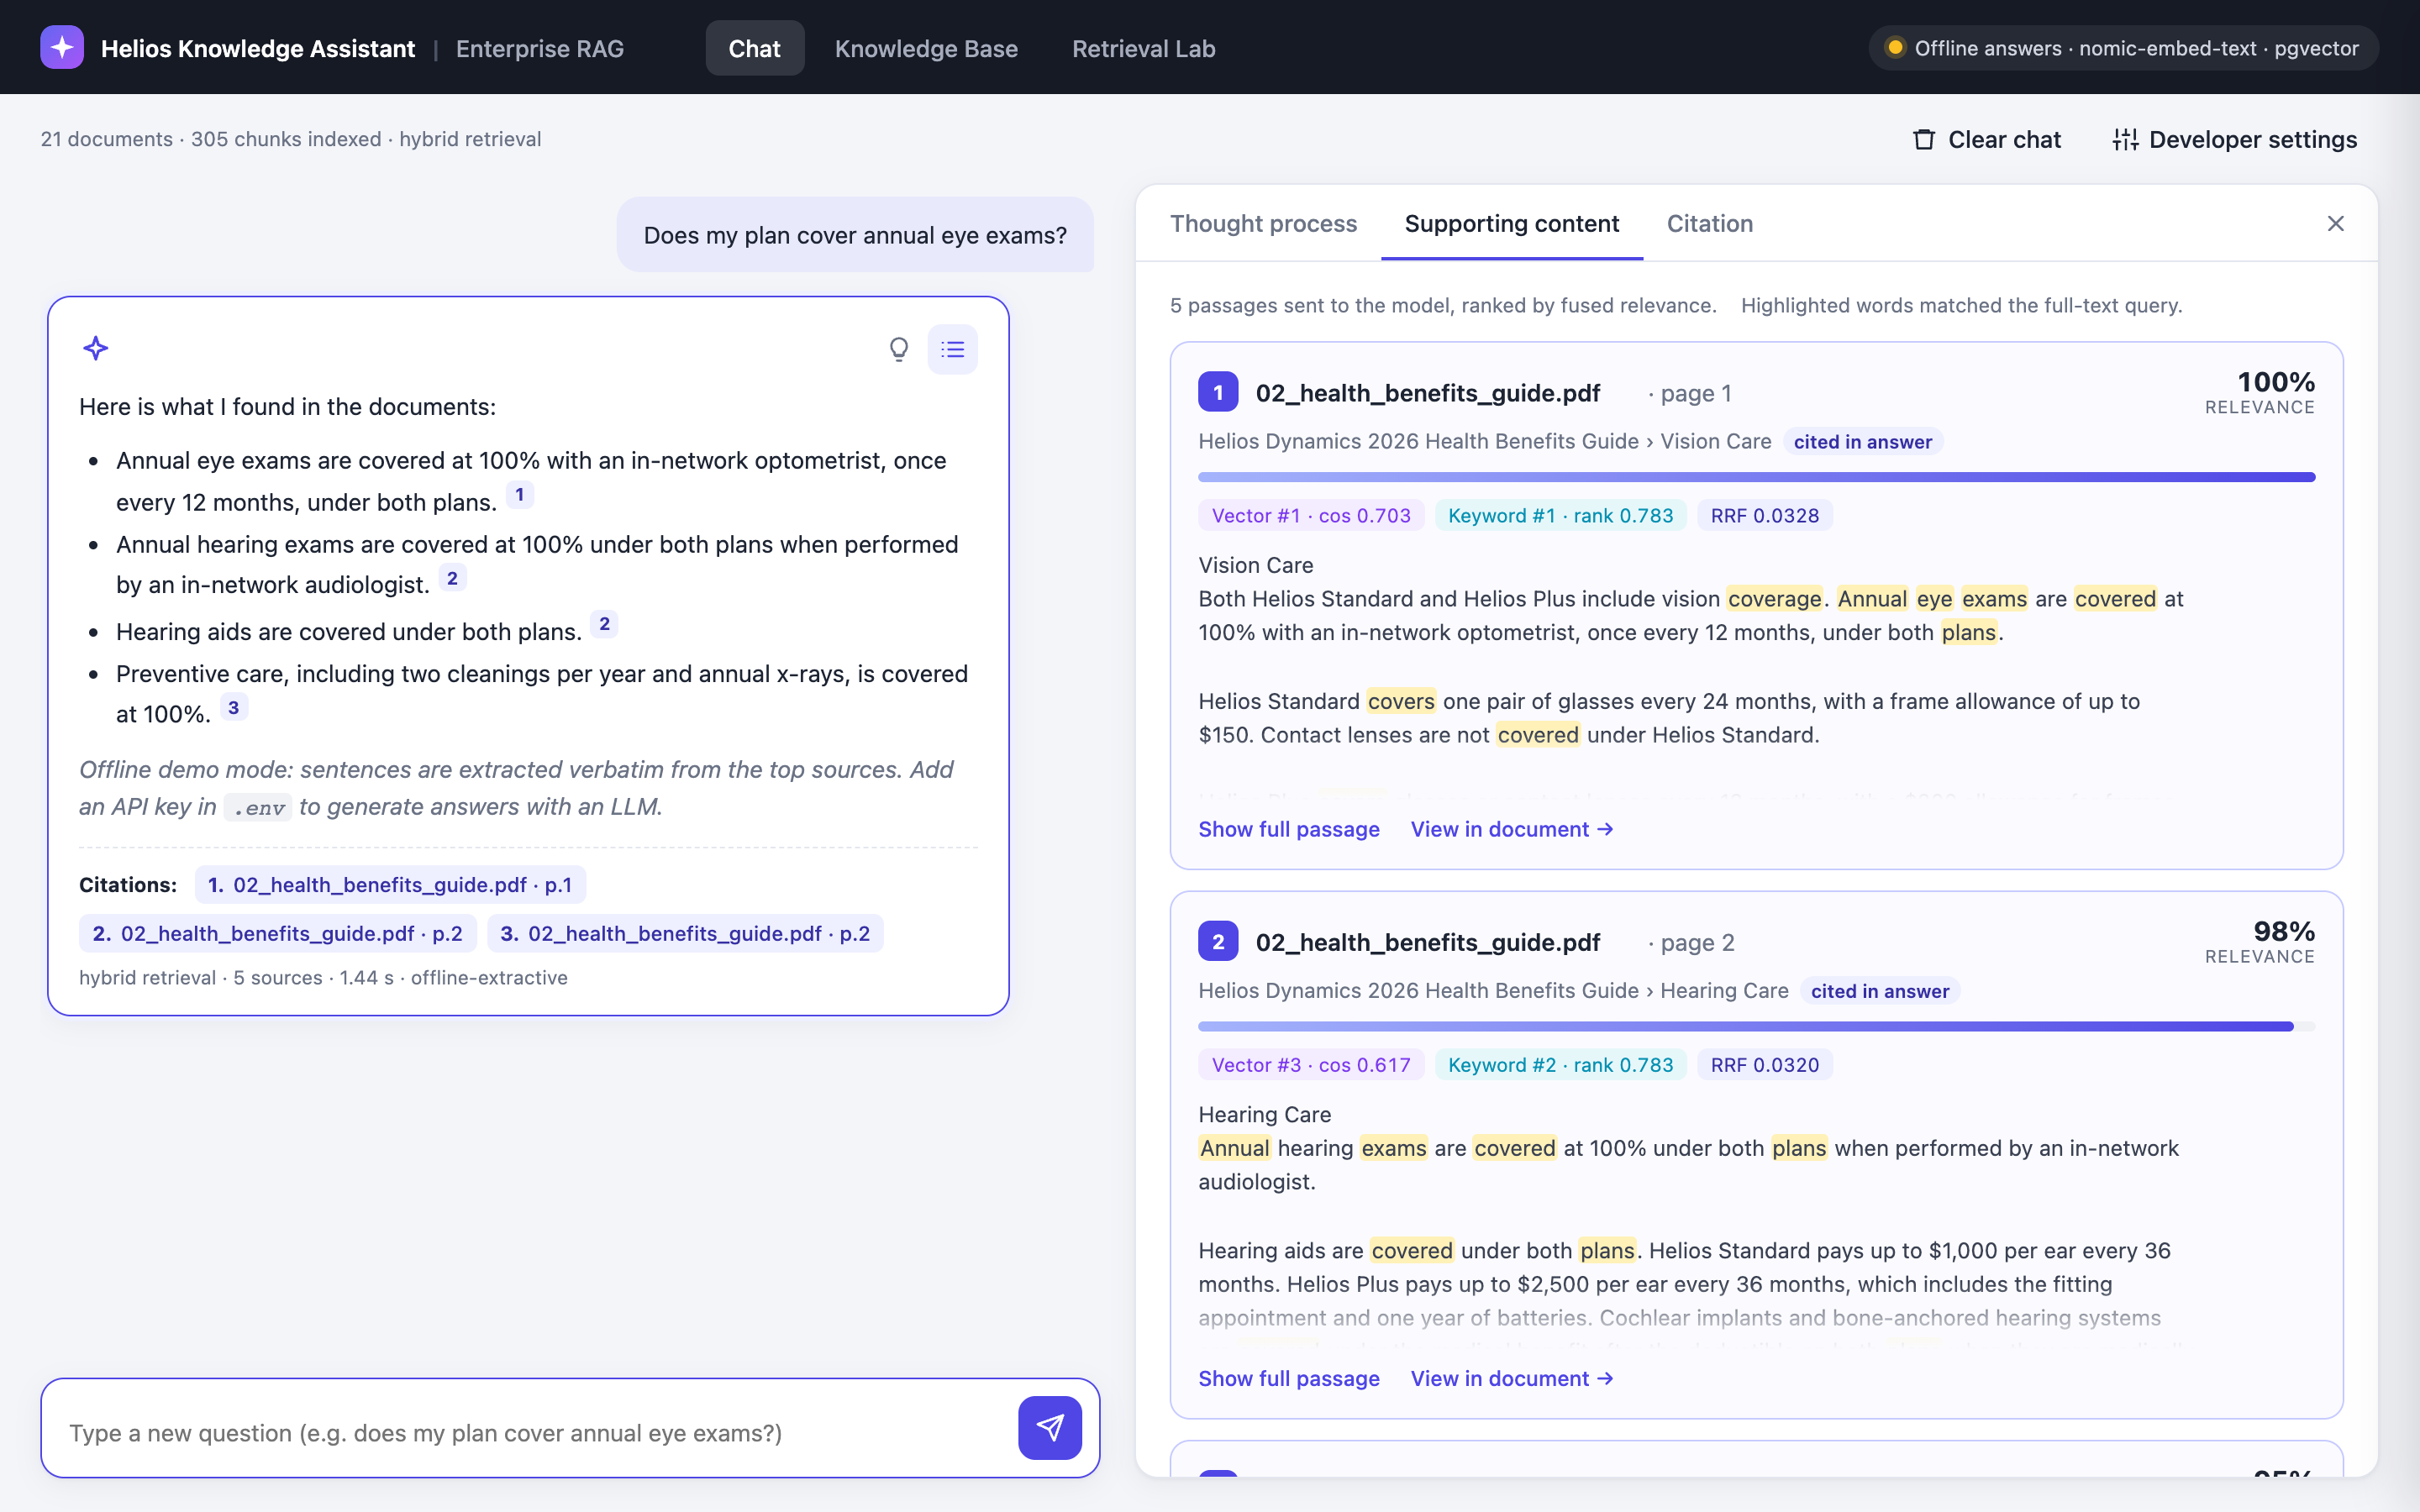 Helios Knowledge Assistant | Enterprise RAG
Chat
Knowledge Base
Retrieval Lab
Offline answers · nomic-embed-text · pgvector
21 documents · 305 chunks indexed · hybrid retrieval
Clear chat
Developer settings
Does my plan cover annual eye exams?
Here is what I found in the documents:
• Annual eye exams are covered at 100% with an in-network optometrist, once
every 12 months, under both plans. 1
• Annual hearing exams are covered at 100% under both plans when performed
by an in-network audiologist. 2
• Hearing aids are covered under both plans. 2
• Preventive care, including two cleanings per year and annual x-rays, is covered
at 100%. 3
Offline demo mode: sentences are extracted verbatim from the top sources. Add
an API key in .env to generate answers with an LLM.
Citations: 1. 02_health_benefits_guide.pdf · p.1
2. 02_health_benefits_guide.pdf · p.2 3. 02_health_benefits_guide.pdf · p.2
hybrid retrieval · 5 sources · 1.44 s · offline-extractive
Type a new question (e.g. does my plan cover annual eye exams?)
Thought process
Supporting content
Citation
5 passages sent to the model, ranked by fused relevance. Highlighted words matched the full-text query.
1 02_health_benefits_guide.pdf · page 1
100%
RELEVANCE
Helios Dynamics 2026 Health Benefits Guide › Vision Care cited in answer
Vector #1 · cos 0.703 Keyword #1 · rank 0.783 RRF 0.0328
Vision Care
Both Helios Standard and Helios Plus include vision coverage. Annual eye exams are covered at
100% with an in-network optometrist, once every 12 months, under both plans.
Helios Standard covers one pair of glasses every 24 months, with a frame allowance of up to
$150. Contact lenses are not covered under Helios Standard.
Show full passage View in document →
2 02_health_benefits_guide.pdf · page 2
98%
RELEVANCE
Helios Dynamics 2026 Health Benefits Guide › Hearing Care cited in answer
Vector #3 · cos 0.617 Keyword #2 · rank 0.783 RRF 0.0320
Hearing Care
Annual hearing exams are covered at 100% under both plans when performed by an in-network
audiologist.
Hearing aids are covered under both plans. Helios Standard pays up to $1,000 per ear every 36
months. Helios Plus pays up to $2,500 per ear every 36 months, which includes the fitting
appointment and one year of batteries. Cochlear implants and bone-anchored hearing systems
Show full passage View in document →